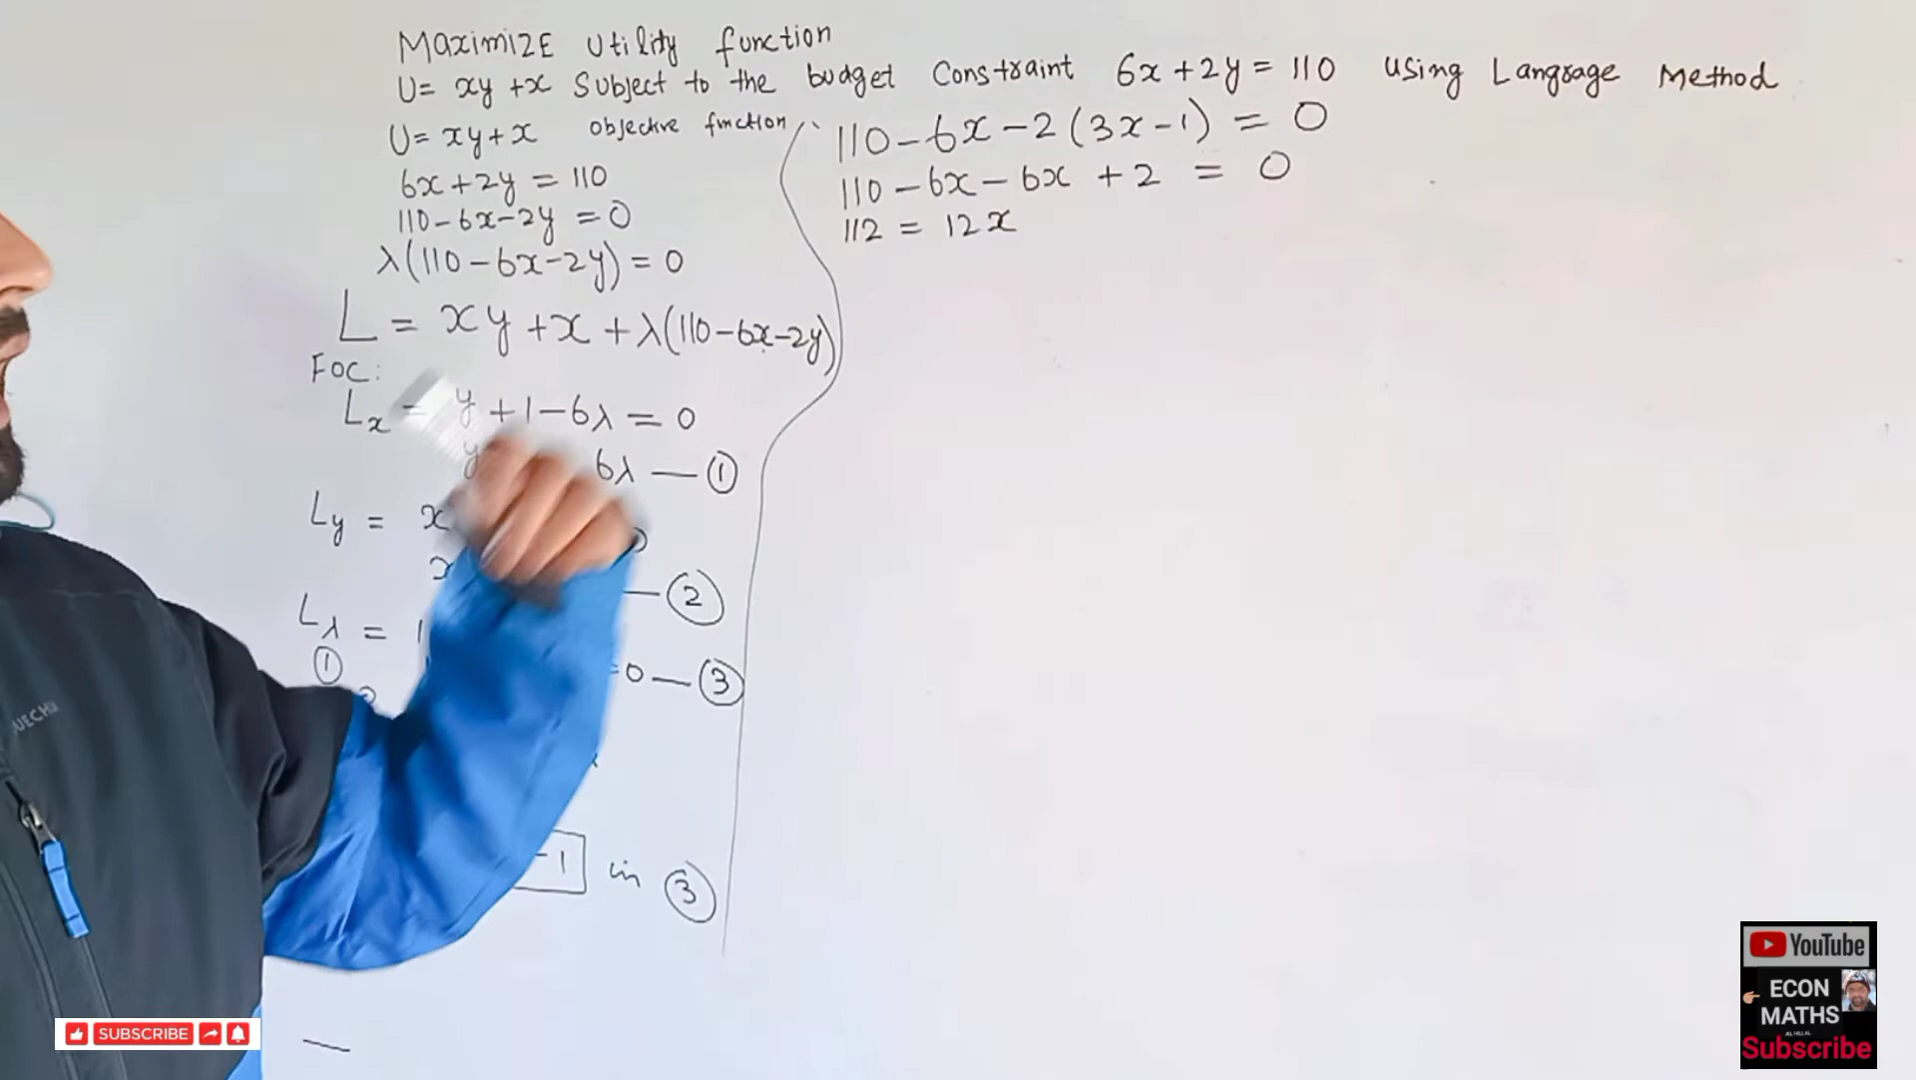 MaximizE Utility function
U= xy +x Subject to the budget Constraint 6x+2y = 110 using Langrage Method
U= xy+x objective function
6x+2y = 110
110-6x-2y =0
λ(110-6x-2y) = 0
L = xy +x +λ(110-6x-2y)
FOC:
Lx = y +1-6λ = 0
y 6λ — ①
Ly = x
x — ②
Lλ = 1 =0 — ③
①
-1 in ③
110-6x-2(3x-1) = 0
110-6x-6x +2 = 0
112 = 12x
UECH
SUBSCRIBE
YouTube
ECON
MATHS
Subscribe